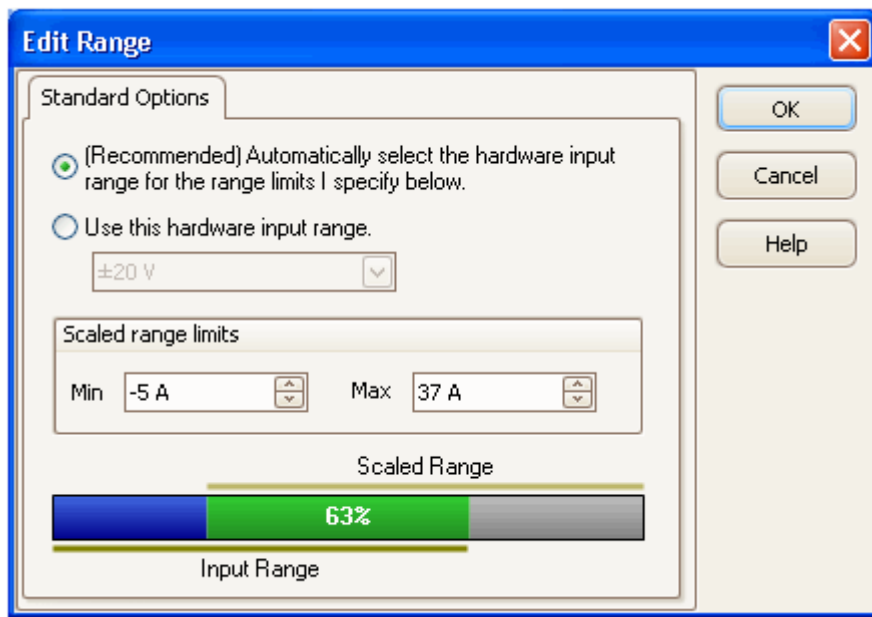 Edit Range
Standard Options
(Recommended) Automatically select the hardware input
range for the range limits I specify below.
Use this hardware input range.
±20 V
Scaled range limits
Min -5 A Max 37 A
Scaled Range
63%
Input Range
OK
Cancel
Help